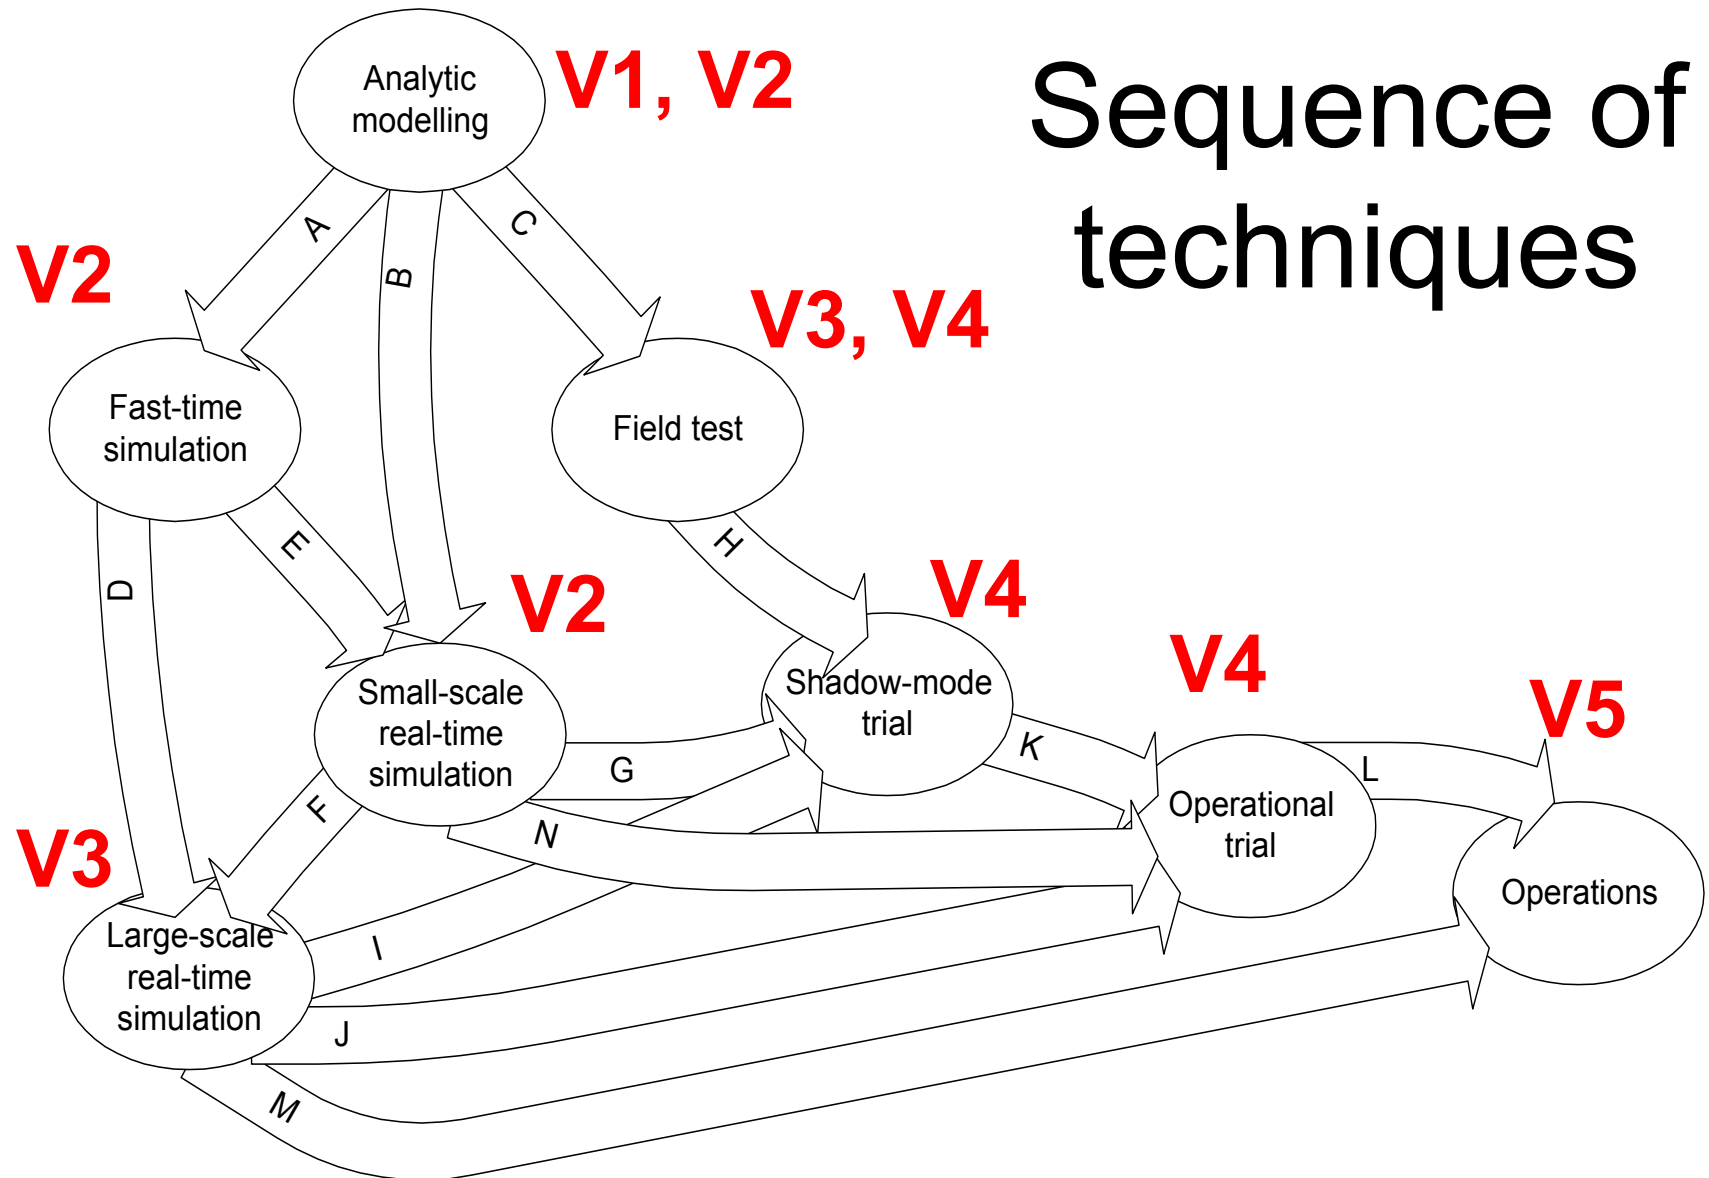 Sequence of
techniques
Analytic
modelling
V1, V2
A
B
C
V2
Fast-time
simulation
V3, V4
Field test
D
E
H
V2
Small-scale
real-time
simulation
V4
Shadow-mode
trial
V4
Operational
trial
V5
Operations
G
K
L
F
N
V3
Large-scale
real-time
simulation
I
J
M